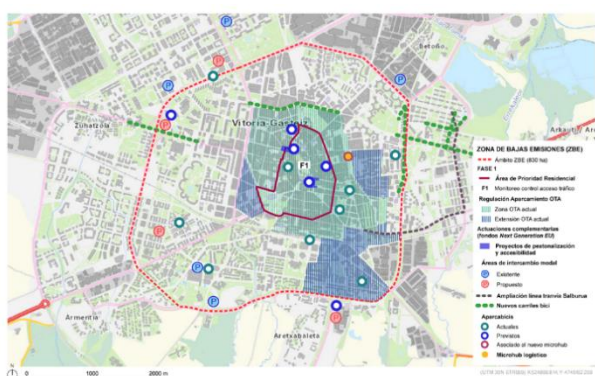 Betoño
Zuhatzola
Vitoria-Gasteiz
Arkauti
F1
Armentia
Aretxabaleta
ZONA DE BAJAS EMISIONES (ZBE)
Ámbito ZBE (800 ha)
FASE 1
Área de Prioridad Residencial
F1 Monitoreo control acceso tráfico
Regulación Aparcamiento OTA
Zona OTA actual
Extensión OTA actual
Actuaciones complementarias
(fondos Next Generation EU)
Proyectos de peatonalización
y accesibilidad
Áreas de intercambio modal
P Existente
P Propuesto
Ampliación línea tranvía Salburua
Nuevos carriles bici
Aparcabicis
Actuales
Previstos
Asociado al nuevo microhub
Microhub logístico
0 1000 2000 m